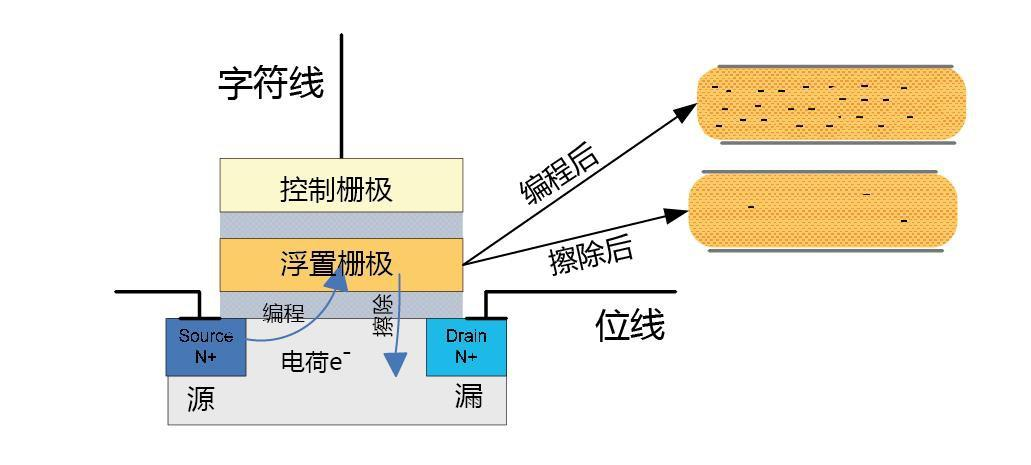 字符线
控制栅极
浮置栅极
编程后
擦除后
编程
擦除
Source
N+
Drain
N+
电荷e⁻
位线
源
漏